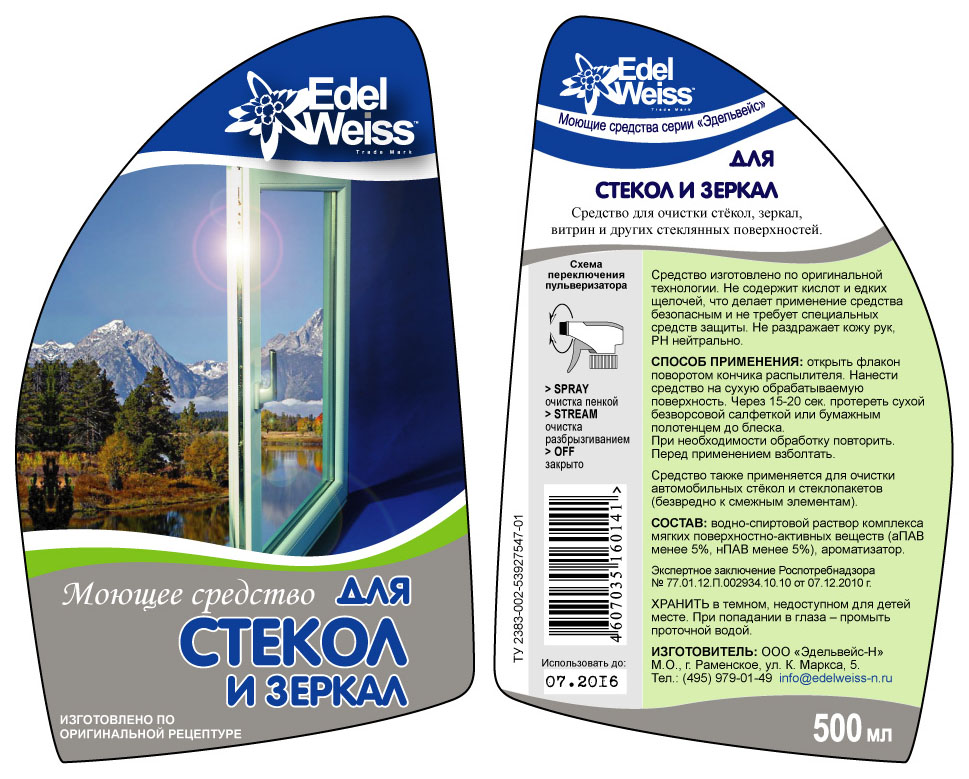 Edel
Weiss™
Trade Mark
Моющее средство ДЛЯ
СТЕКОЛ
И ЗЕРКАЛ
ИЗГОТОВЛЕНО ПО
ОРИГИНАЛЬНОЙ РЕЦЕПТУРЕ
Edel
Weiss™
Trade Mark
Моющие средства серии «Эдельвейс»
ДЛЯ
СТЕКОЛ И ЗЕРКАЛ
Средство для очистки стёкол, зеркал,
витрин и других стеклянных поверхностей.
Схема
переключения
пульверизатора
> SPRAY
очистка пенкой
> STREAM
очистка
разбрызгиванием
> OFF
закрыто
ТУ 2383-002-53927547-01
4 607035 160141 >
Использовать до:
07.2016
Средство изготовлено по оригинальной
технологии. Не содержит кислот и едких
щелочей, что делает применение средства
безопасным и не требует специальных
средств защиты. Не раздражает кожу рук,
РН нейтрально.
СПОСОБ ПРИМЕНЕНИЯ: открыть флакон
поворотом кончика распылителя. Нанести
средство на сухую обрабатываемую
поверхность. Через 15-20 сек. протереть сухой
безворсовой салфеткой или бумажным
полотенцем до блеска.
При необходимости обработку повторить.
Перед применением взболтать.
Средство также применяется для очистки
автомобильных стёкол и стеклопакетов
(безвредно к смежным элементам).
СОСТАВ: водно-спиртовой раствор комплекса
мягких поверхностно-активных веществ (аПАВ
менее 5%, нПАВ менее 5%), ароматизатор.
Экспертное заключение Роспотребнадзора
№ 77.01.12.П.002934.10.10 от 07.12.2010 г.
ХРАНИТЬ в темном, недоступном для детей
месте. При попадании в глаза – промыть
проточной водой.
ИЗГОТОВИТЕЛЬ: ООО «Эдельвейс-Н»
М.О., г. Раменское, ул. К. Маркса, 5.
Тел.: (495) 979-01-49 info@edelweiss-n.ru
500 мл